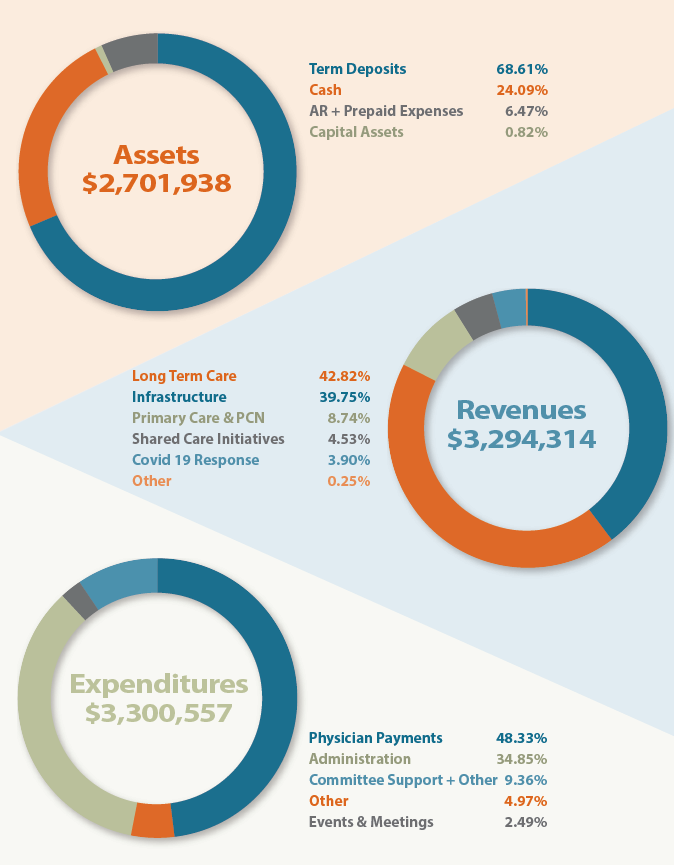 Assets
$2,701,938
Term Deposits 68.61%
Cash 24.09%
AR + Prepaid Expenses 6.47%
Capital Assets 0.82%
Long Term Care 42.82%
Infrastructure 39.75%
Primary Care & PCN 8.74%
Shared Care Initiatives 4.53%
Covid 19 Response 3.90%
Other 0.25%
Revenues
$3,294,314
Expenditures
$3,300,557
Physician Payments 48.33%
Administration 34.85%
Committee Support + Other 9.36%
Other 4.97%
Events & Meetings 2.49%